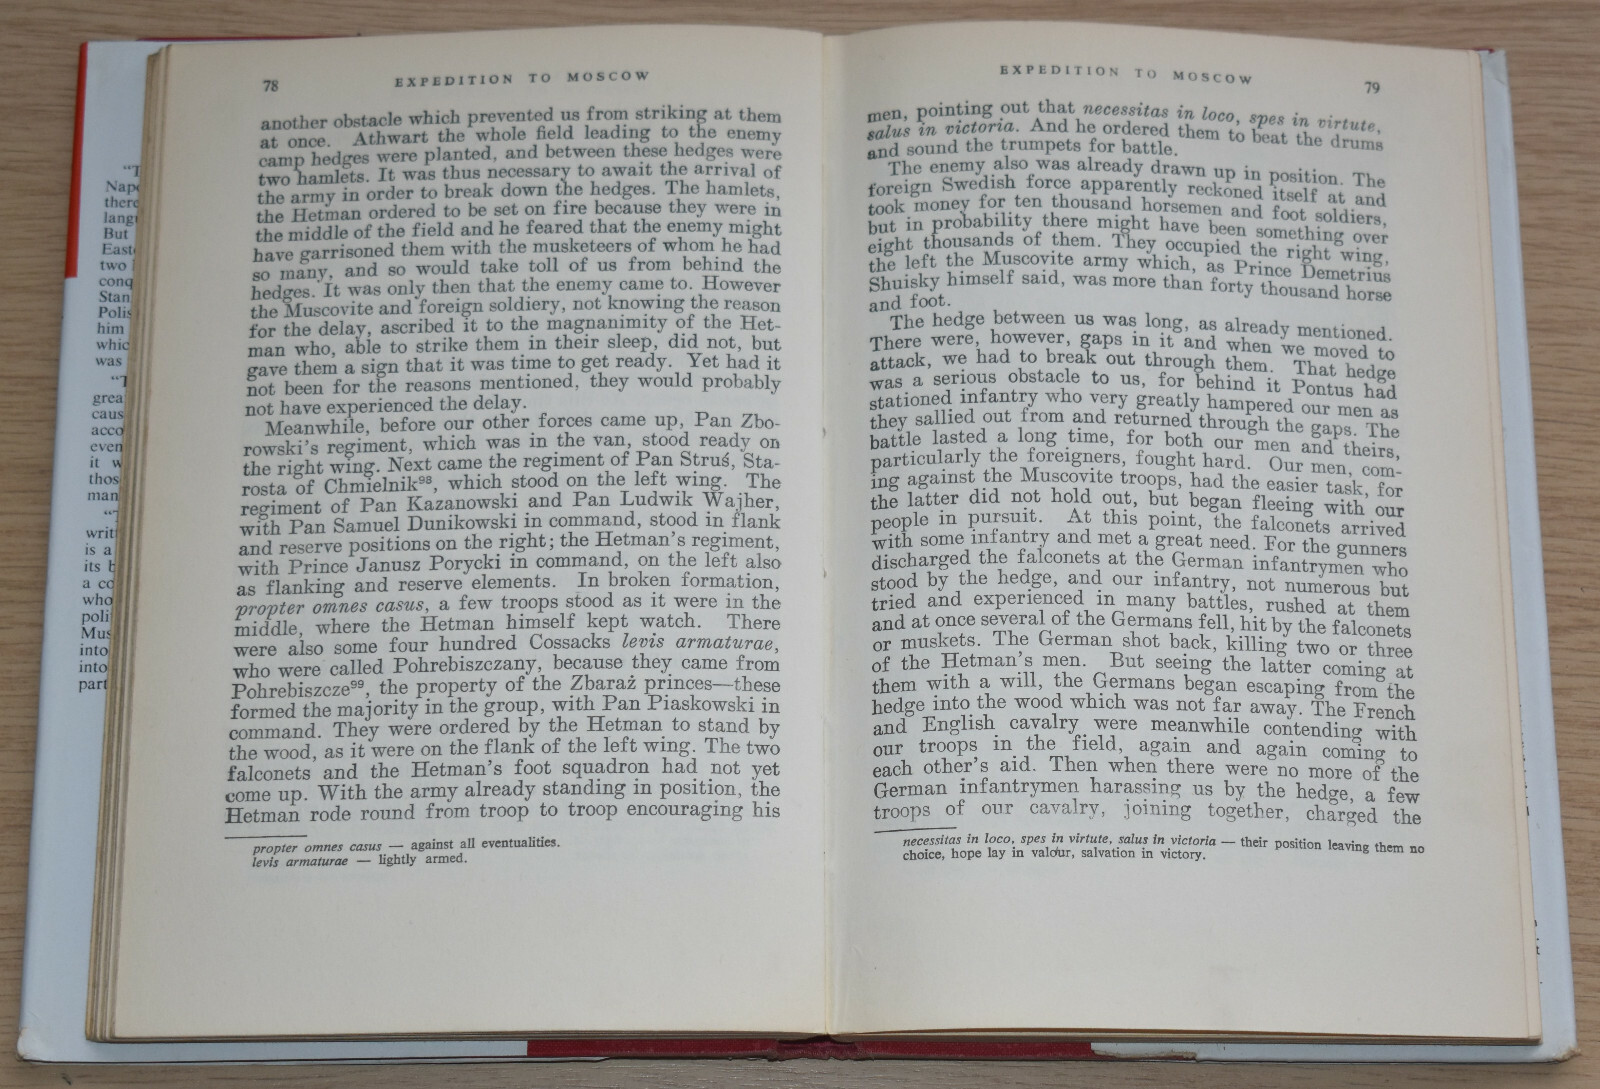 78
EXPEDITION TO MOSCOW
another obstacle which prevented us from striking at them
at once. Athwart the whole field leading to the enemy
camp hedges were planted, and between these hedges were
two hamlets. It was thus necessary to await the arrival of
the army in order to break down the hedges. The hamlets,
the Hetman ordered to be set on fire because they were in
the middle of the field and he feared that the enemy might
have garrisoned them with the musketeers of whom he had
so many, and so would take toll of us from behind the
hedges. It was only then that the enemy came to. However
the Muscovite and foreign soldiery, not knowing the reason
for the delay, ascribed it to the magnanimity of the Het-
man who, able to strike them in their sleep, did not, but
gave them a sign that it was time to get ready. Yet had it
not been for the reasons mentioned, they would probably
not have experienced the delay.
Meanwhile, before our other forces came up, Pan Zbo-
rowski's regiment, which was in the van, stood ready on
the right wing. Next came the regiment of Pan Struś, Sta-
rosta of Chmielnik⁹⁸, which stood on the left wing. The
regiment of Pan Kazanowski and Pan Ludwik Wajher,
with Pan Samuel Dunikowski in command, stood in flank
and reserve positions on the right; the Hetman's regiment,
with Prince Janusz Porycki in command, on the left also
as flanking and reserve elements. In broken formation,
propter omnes casus, a few troops stood as it were in the
middle, where the Hetman himself kept watch. There
were also some four hundred Cossacks levis armaturae,
who were called Pohrebiszczany, because they came from
Pohrebiszcze⁹⁹, the property of the Zbaraż princes—these
formed the majority in the group, with Pan Piaskowski in
command. They were ordered by the Hetman to stand by
the wood, as it were on the flank of the left wing. The two
falconets and the Hetman's foot squadron had not yet
come up. With the army already standing in position, the
Hetman rode round from troop to troop encouraging his
propter omnes casus — against all eventualities.
levis armaturae — lightly armed.
EXPEDITION TO MOSCOW
79
men, pointing out that necessitas in loco, spes in virtute,
salus in victoria. And he ordered them to beat the drums
and sound the trumpets for battle.
The enemy also was already drawn up in position. The
foreign Swedish force apparently reckoned itself at and
took money for ten thousand horsemen and foot soldiers,
but in probability there might have been something over
eight thousands of them. They occupied the right wing,
the left the Muscovite army which, as Prince Demetrius
Shuisky himself said, was more than forty thousand horse
and foot.
The hedge between us was long, as already mentioned.
There were, however, gaps in it and when we moved to
attack, we had to break out through them. That hedge
was a serious obstacle to us, for behind it Pontus had
stationed infantry who very greatly hampered our men as
they sallied out from and returned through the gaps. The
battle lasted a long time, for both our men and theirs,
particularly the foreigners, fought hard. Our men, com-
ing against the Muscovite troops, had the easier task, for
the latter did not hold out, but began fleeing with our
people in pursuit. At this point, the falconets arrived
with some infantry and met a great need. For the gunners
discharged the falconets at the German infantrymen who
stood by the hedge, and our infantry, not numerous but
tried and experienced in many battles, rushed at them
and at once several of the Germans fell, hit by the falconets
or muskets. The German shot back, killing two or three
of the Hetman's men. But seeing the latter coming at
them with a will, the Germans began escaping from the
hedge into the wood which was not far away. The French
and English cavalry were meanwhile contending with
our troops in the field, again and again coming to
each other's aid. Then when there were no more of the
German infantrymen harassing us by the hedge, a few
troops of our cavalry, joining together, charged the
necessitas in loco, spes in virtute, salus in victoria — their position leaving them no
choice, hope lay in valour, salvation in victory.